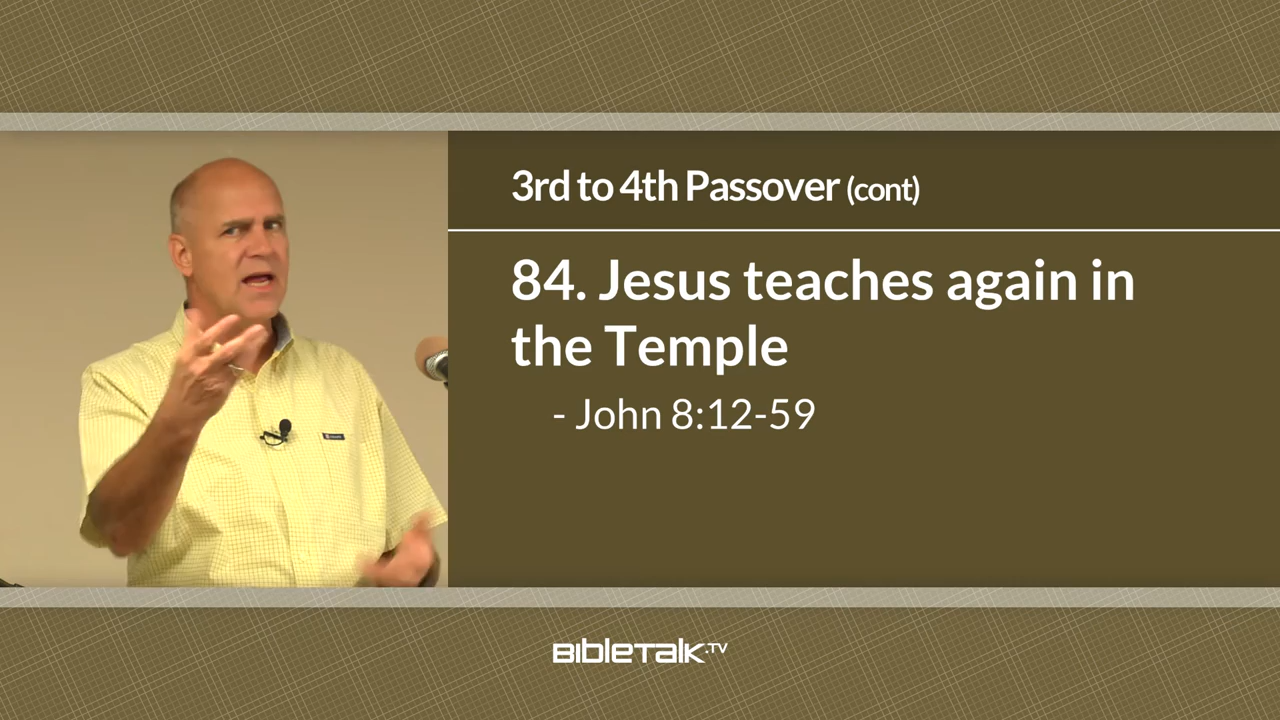 3rd to 4th Passover (cont)
84. Jesus teaches again in
the Temple
- John 8:12-59
BibleTalk.TV